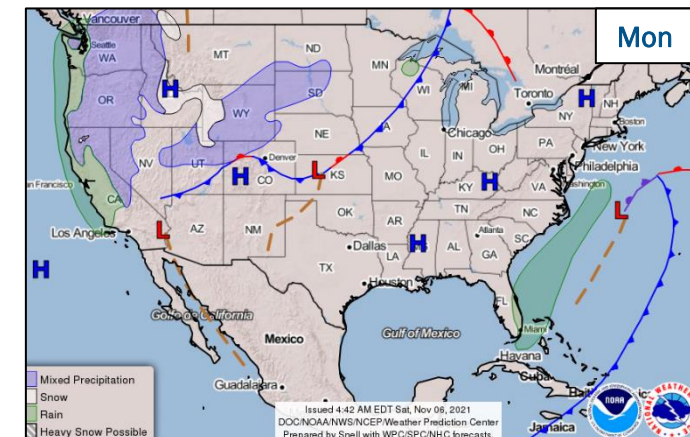 Mon
Vancouver
Seattle
WA
MT
ND
MN
Montréal
OR
H
SD
WI
MI
Toronto
H
NH
WY
NY
Boston
NE
IA
Chicago
PA
New York
NV
UT
Denver
IL
IN
OH
Philadelphia
H
CO
L
KS
MO
KY
H
VA
Washington
an Francisco
CA
OK
TN
NC
L
L
AZ
NM
AR
Atlanta
SC
Los Angeles
Dallas
H
AL
GA
H
LA
TX
Houston
FL
Golfo de California
Miami
Mexico
Gulf of Mexico
Havana
Cuba
Guadalajara
Jamaica
NOAA
Mixed Precipitation
Snow
Rain
Heavy Snow Possible
Issued 4:42 AM EDT Sat, Nov 06, 2021
DOC/NOAA/NWS/NCEP/Weather Prediction Center
Prepared by Snell with WPC/SPC/NHC forecasts